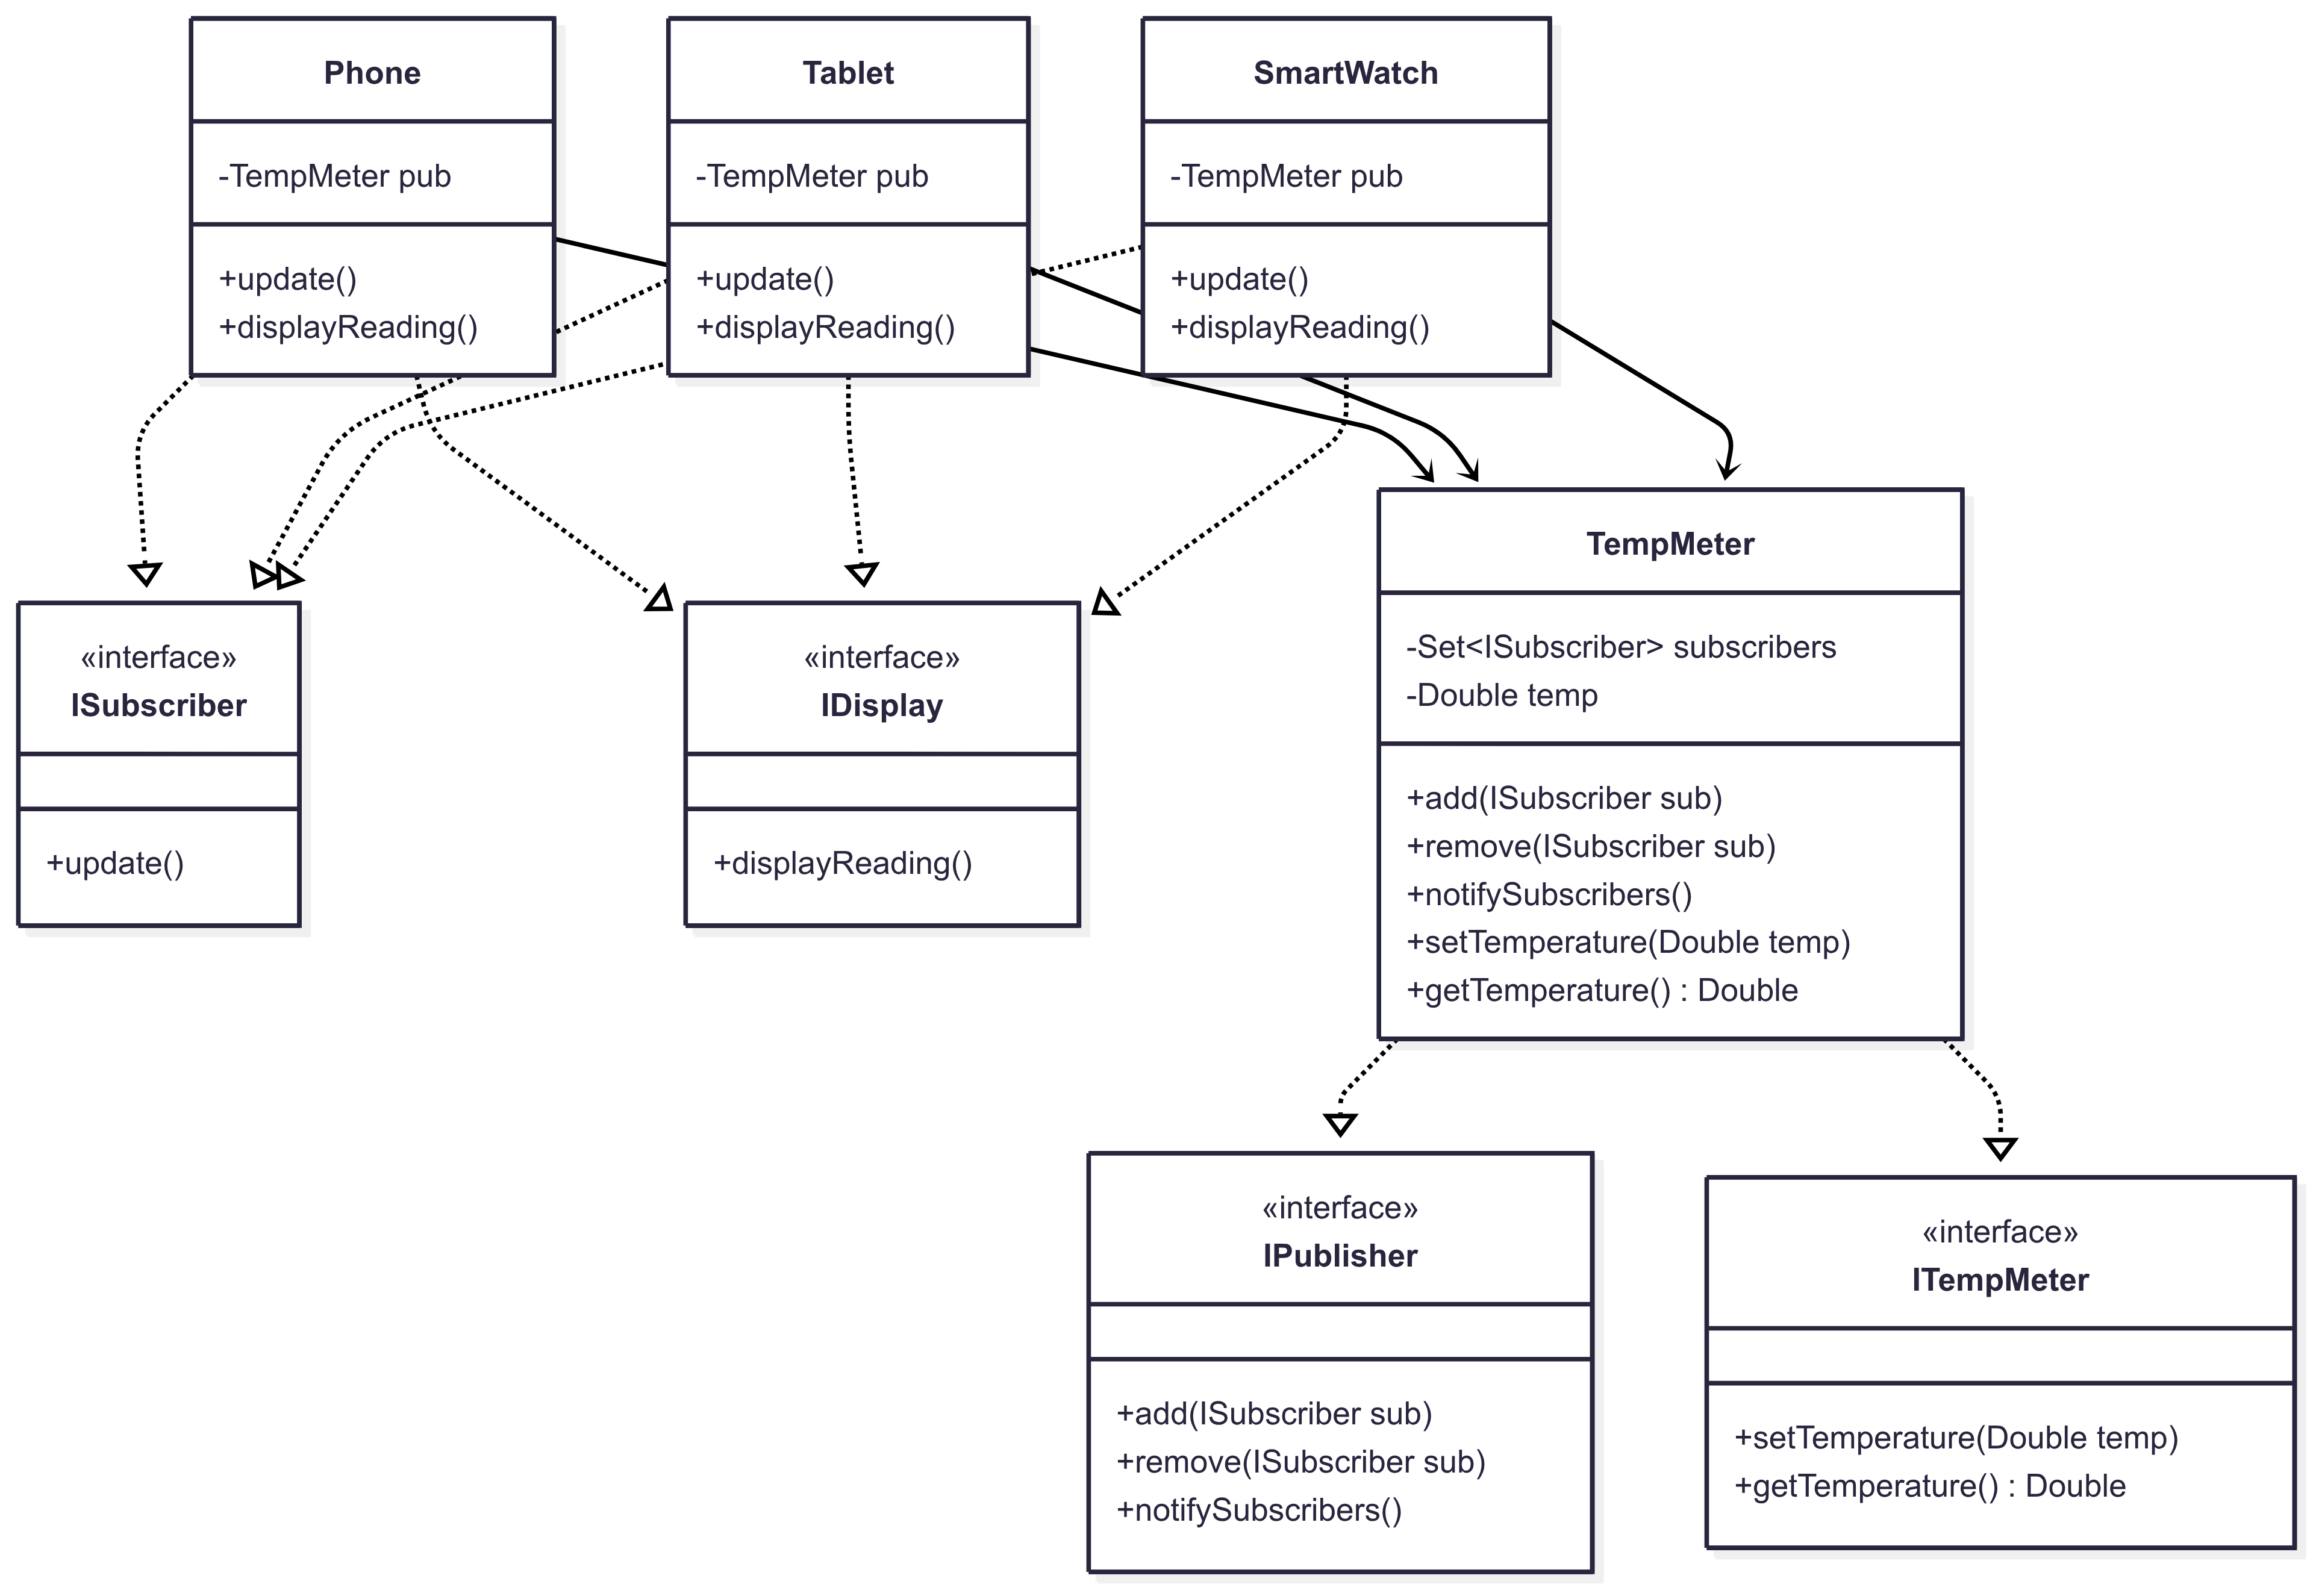 Phone
-TempMeter pub
+update()
+displayReading()
Tablet
-TempMeter pub
+update()
+displayReading()
SmartWatch
-TempMeter pub
+update()
+displayReading()
«interface»
ISubscriber
+update()
«interface»
IDisplay
+displayReading()
TempMeter
-Set<ISubscriber> subscribers
-Double temp
+add(ISubscriber sub)
+remove(ISubscriber sub)
+notifySubscribers()
+setTemperature(Double temp)
+getTemperature() : Double
«interface»
IPublisher
+add(ISubscriber sub)
+remove(ISubscriber sub)
+notifySubscribers()
«interface»
ITempMeter
+setTemperature(Double temp)
+getTemperature() : Double